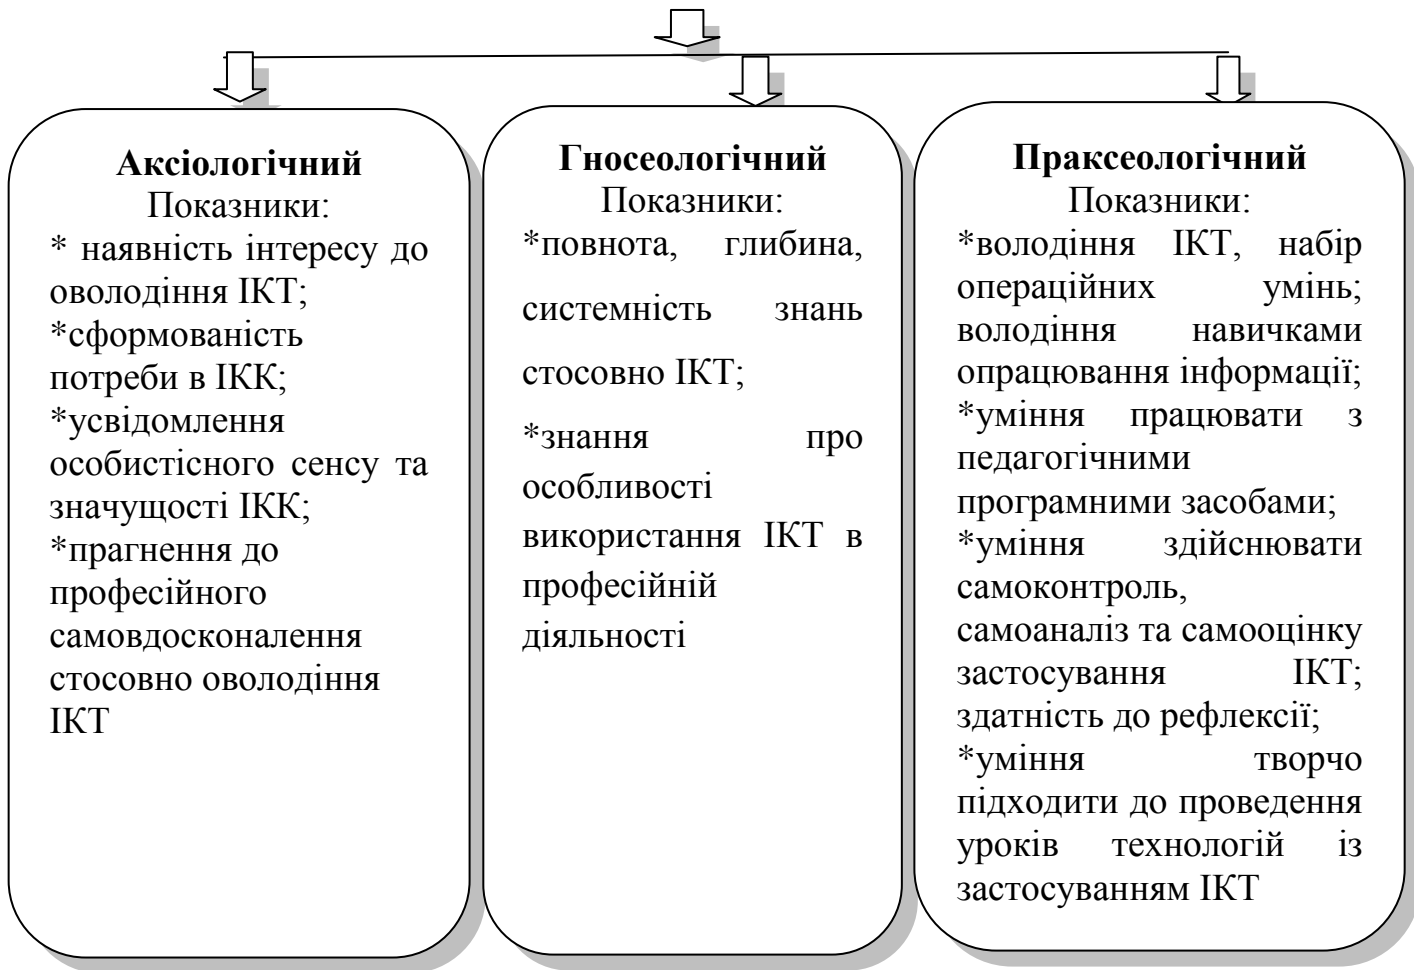 Аксіологічний
Показники:
* наявність інтересу до
оволодіння ІКТ;
*сформованість
потреби в ІКК;
*усвідомлення
особистісного сенсу та
значущості ІКК;
*прагнення до
професійного
самовдосконалення
стосовно оволодіння
ІКТ
Гносеологічний
Показники:
*повнота, глибина,
системність знань
стосовно ІКТ;
*знання про
особливості
використання ІКТ в
професійній
діяльності
Праксеологічний
Показники:
*володіння ІКТ, набір
операційних умінь;
володіння навичками
опрацювання інформації;
*уміння працювати з
педагогічними
програмними засобами;
*уміння здійснювати
самоконтроль,
самоаналіз та самооцінку
застосування ІКТ;
здатність до рефлексії;
*уміння творчо
підходити до проведення
уроків технологій із
застосуванням ІКТ